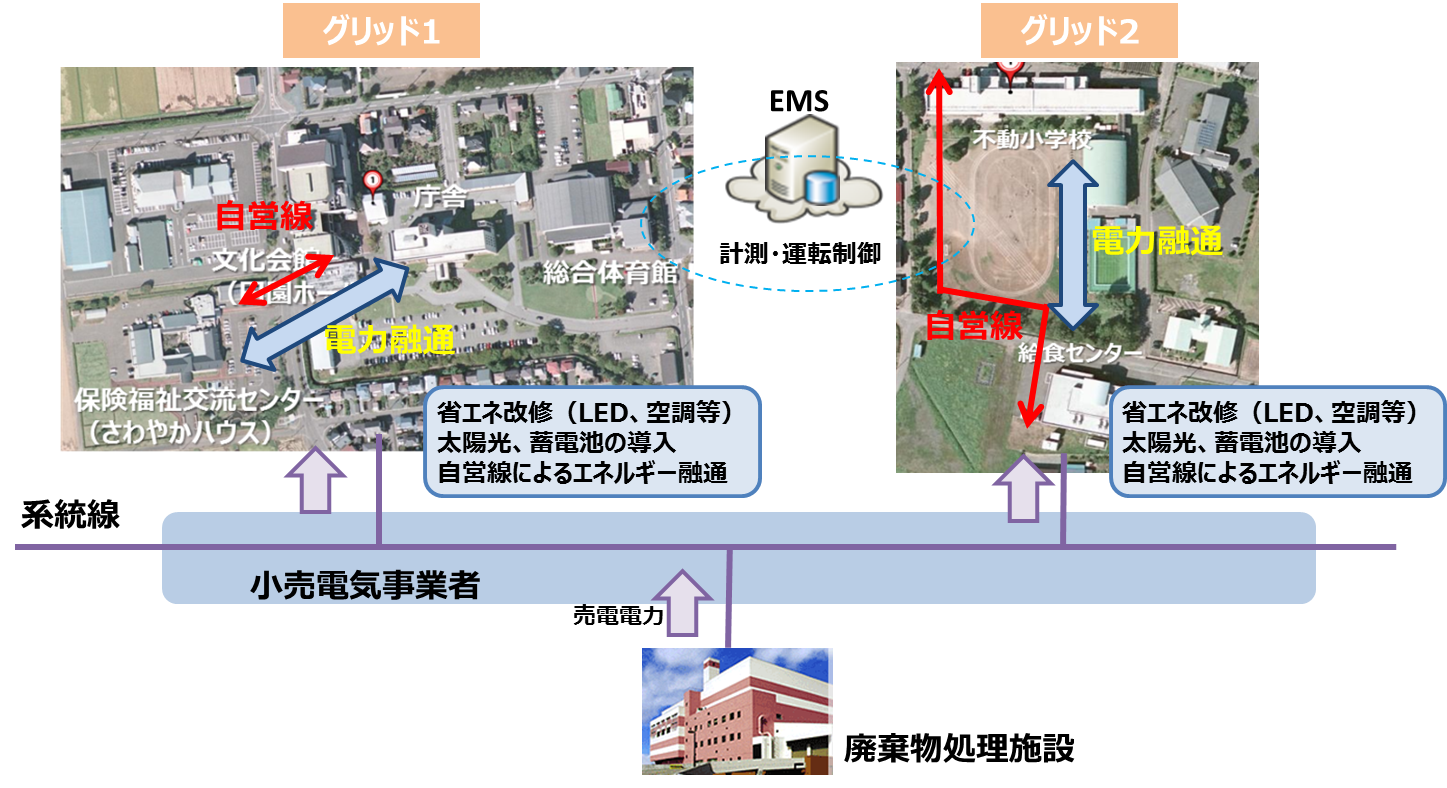 グリッド1
グリッド2
EMS
計測・運転制御
1
庁舎
自営線
文化会館
総合体育館
電力融通
保険福祉交流センター
(さわやかハウス)
不動小学校
電力融通
自営線
給食センター
省エネ改修(LED、空調等)
太陽光、蓄電池の導入
自営線によるエネルギー融通
省エネ改修(LED、空調等)
太陽光、蓄電池の導入
自営線によるエネルギー融通
系統線
小売電気事業者
売電電力
廃棄物処理施設